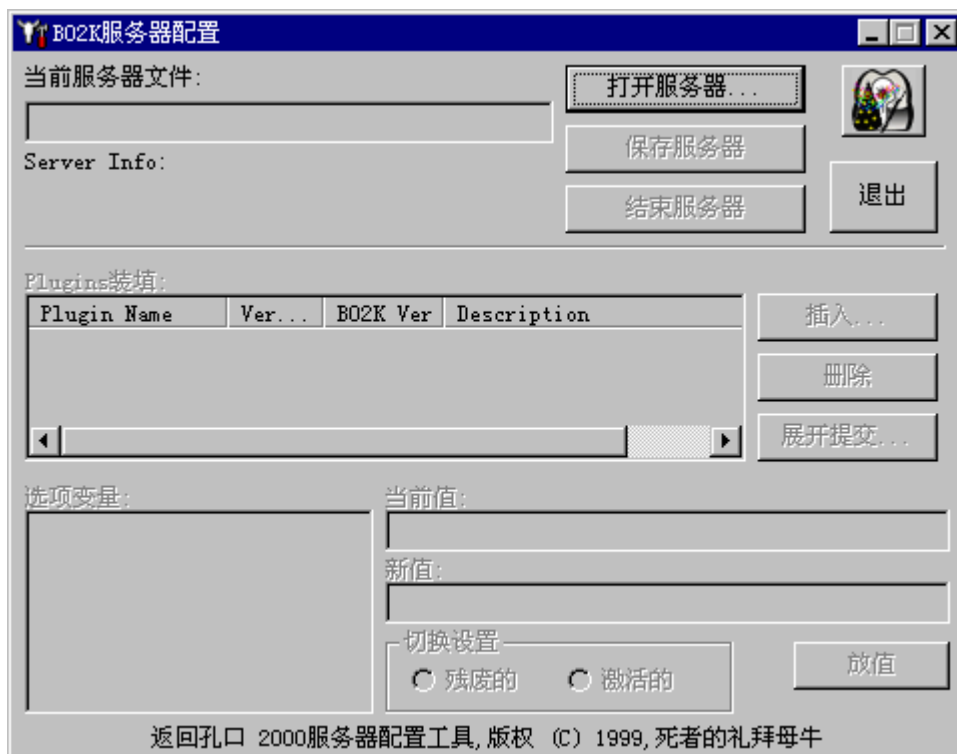 BO2K服务器配置
当前服务器文件:
打开服务器...
保存服务器
Server Info:
结束服务器
退出
Plugins装填:
Plugin Name Ver... BO2K Ver Description
插入...
删除
展开提交...
选项变量:
当前值:
新值:
切换设置
残废的 激活的
放值
返回孔口 2000服务器配置工具,版权 (C) 1999,死者的礼拜母牛